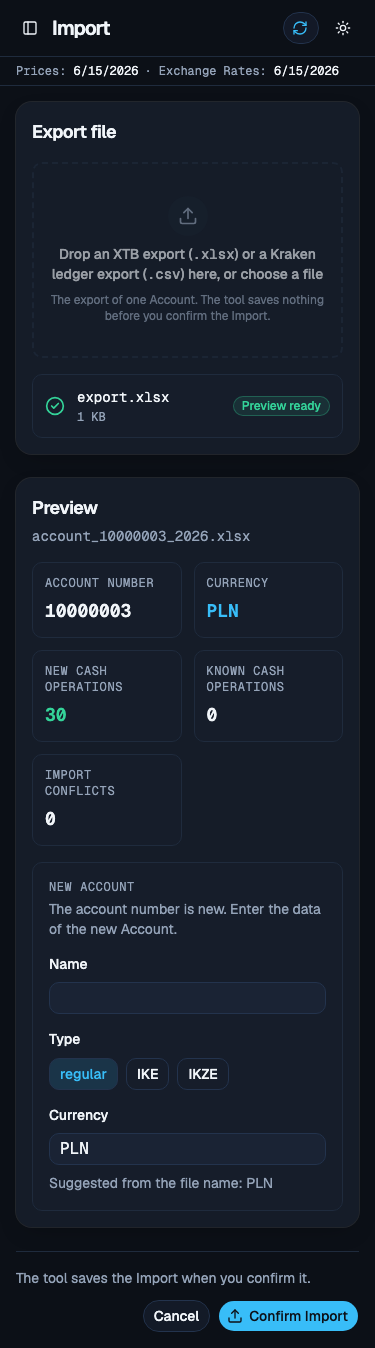 Import
Prices: 6/15/2026 · Exchange Rates: 6/15/2026
Export file
Drop an XTB export (.xlsx) or a Kraken
ledger export (.csv) here, or choose a file
The export of one Account. The tool saves nothing
before you confirm the Import.
export.xlsx
1 KB
Preview ready
Preview
account_10000003_2026.xlsx
ACCOUNT NUMBER
10000003
CURRENCY
PLN
NEW CASH
OPERATIONS
30
KNOWN CASH
OPERATIONS
0
IMPORT
CONFLICTS
0
NEW ACCOUNT
The account number is new. Enter the data
of the new Account.
Name
Type
regular IKE IKZE
Currency
PLN
Suggested from the file name: PLN
The tool saves the Import when you confirm it.
Cancel Confirm Import